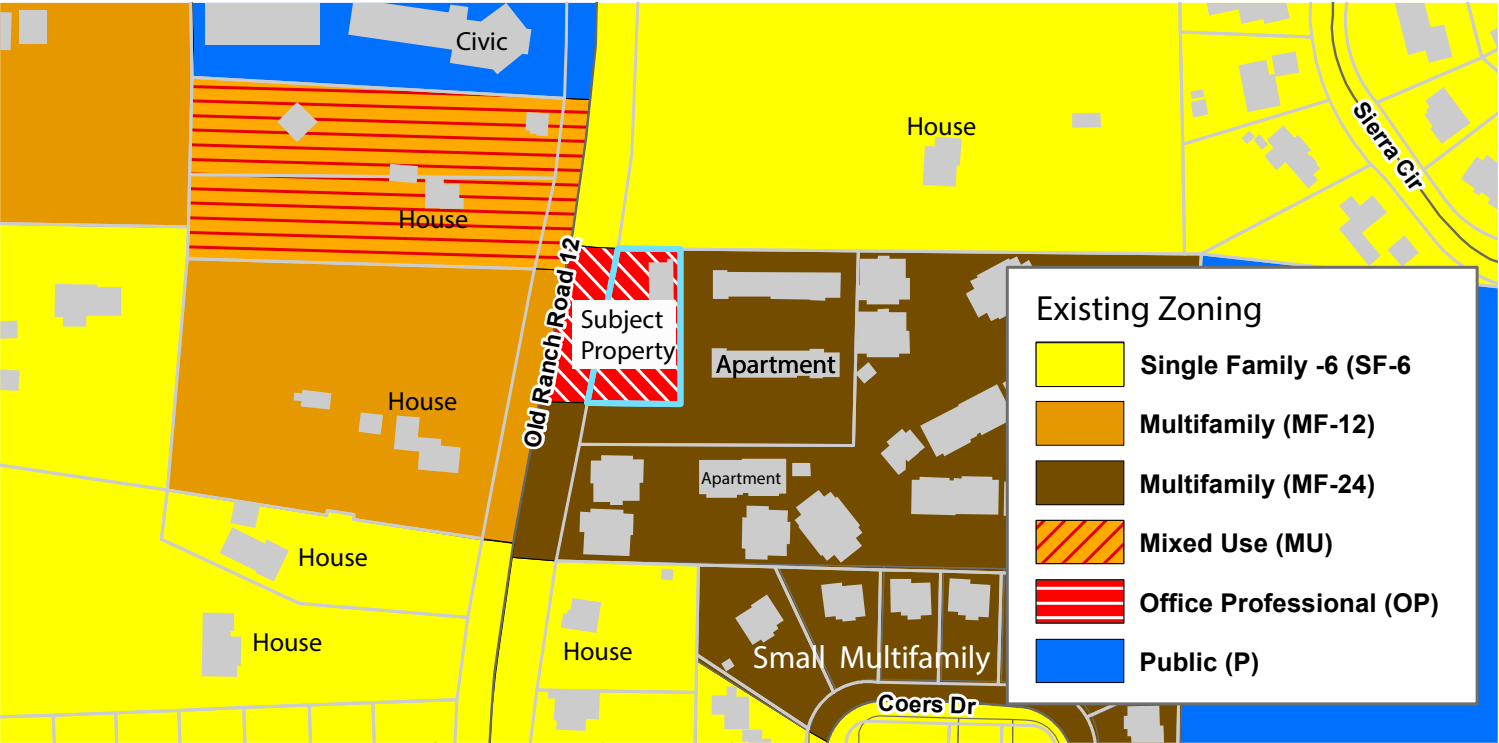 Civic
House
Sierra Cir
House
Old Ranch Road 12
Subject
Property
Apartment
House
Apartment
House
House
House
Small Multifamily
Coers Dr
Existing Zoning
Single Family -6 (SF-6
Multifamily (MF-12)
Multifamily (MF-24)
Mixed Use (MU)
Office Professional (OP)
Public (P)